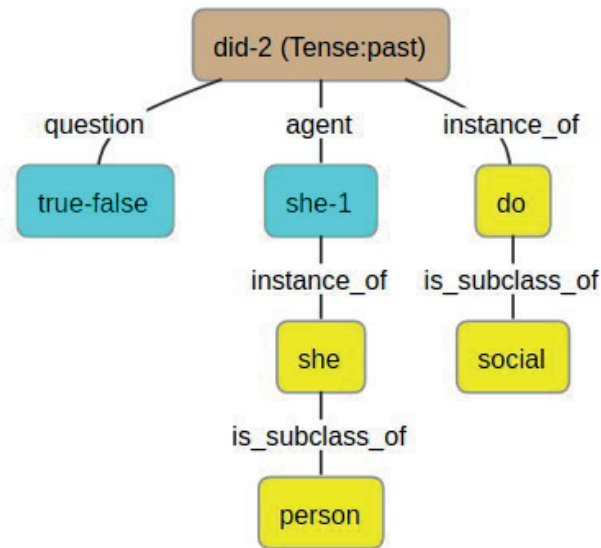 did-2 (Tense:past)
question agent instance_of
true-false she-1 do
instance_of is_subclass_of
she social
is_subclass_of
person